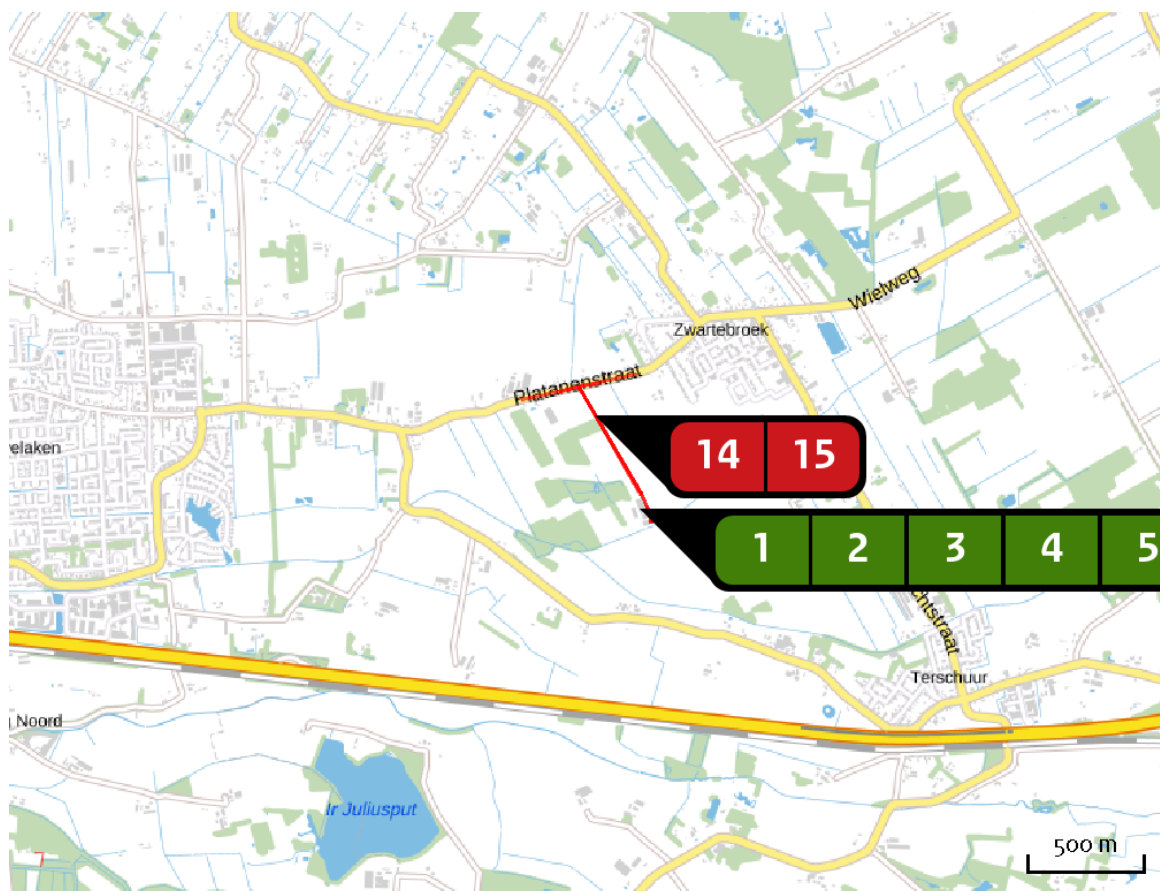 Wielweg
Zwartebroek
Platanenstraat
elaken
14 15
1 2 3 4 5
chtstraat
Terschuur
Noord
Ir Juliusput
500 m